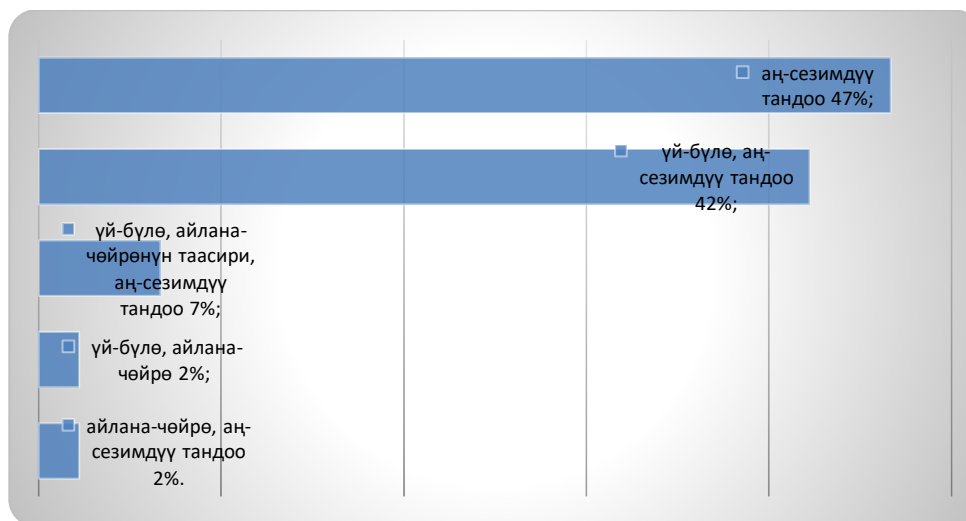 аң-сезимдүү
тандоо 47%;
үй-бүлө, аң-
сезимдүү тандоо
42%;
үй-бүлө, айлана-
чөйрөнүн таасири,
аң-сезимдүү
тандоо 7%;
үй-бүлө, айлана-
чөйрө 2%;
айлана-чөйрө, аң-
сезимдүү тандоо
2%.